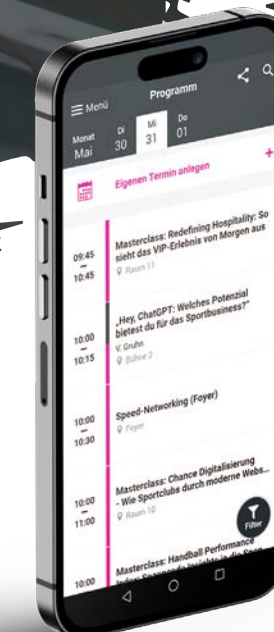 Menü
Programm
Monat
Mai
Di
30
Mi
31
Do
01
Eigenen Termin anlegen
+
09:45
–
10:45
Masterclass: Redefining Hospitality: So
sieht das VIP-Erlebnis von Morgen aus
Raum 11
10:00
–
10:15
„Hey, ChatGPT: Welches Potenzial
bietest du für das Sportbusiness?“
V. Gruhn
Bühne 2
10:00
–
10:30
Speed-Networking (Foyer)
Foyer
10:00
–
11:00
Masterclass: Chance Digitalisierung
- Wie Sportclubs durch moderne Webs...
Raum 10
Filter
10:00
Masterclass: Handball Performance